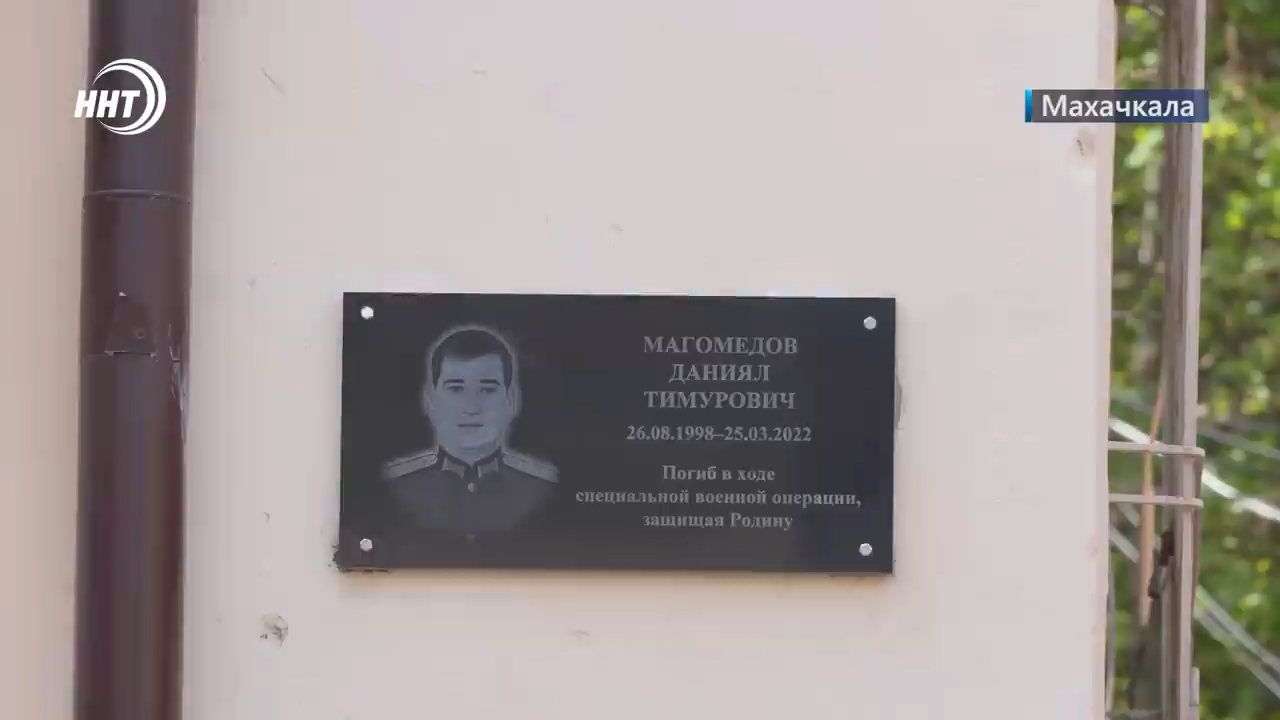 ННТ
Махачкала
МАГОМЕДОВ
ДАНИЯЛ
ТИМУРОВИЧ
26.08.1998–25.03.2022
Погиб в ходе
специальной военной операции,
защищая Родину